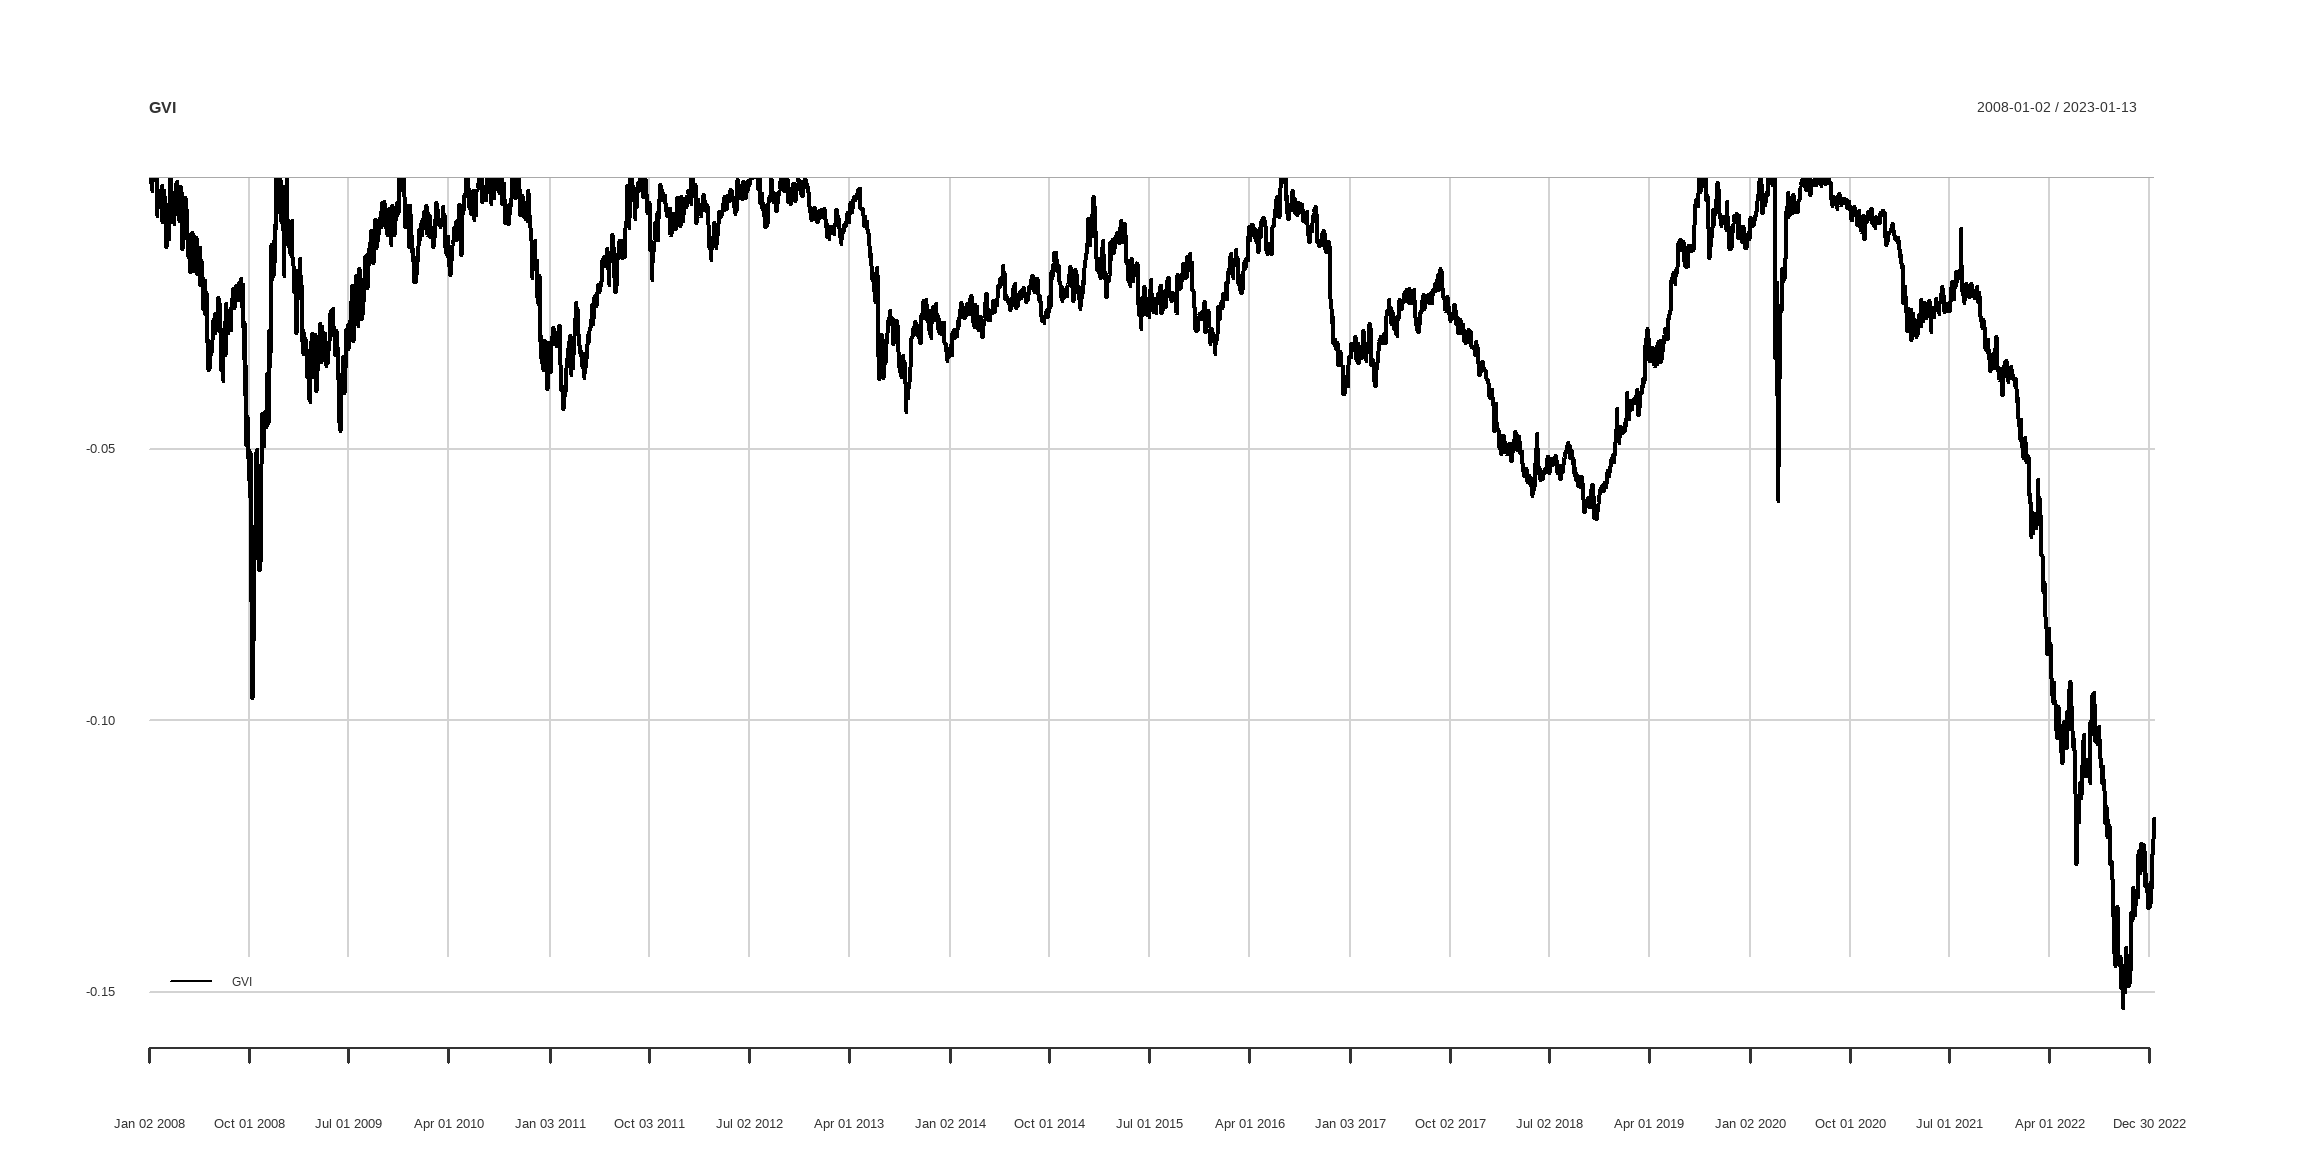 GVI
2008-01-02 / 2023-01-13
-0.05
-0.10
-0.15
GVI
Jan 02 2008
Oct 01 2008
Jul 01 2009
Apr 01 2010
Jan 03 2011
Oct 03 2011
Jul 02 2012
Apr 01 2013
Jan 02 2014
Oct 01 2014
Jul 01 2015
Apr 01 2016
Jan 03 2017
Oct 02 2017
Jul 02 2018
Apr 01 2019
Jan 02 2020
Oct 01 2020
Jul 01 2021
Apr 01 2022
Dec 30 2022